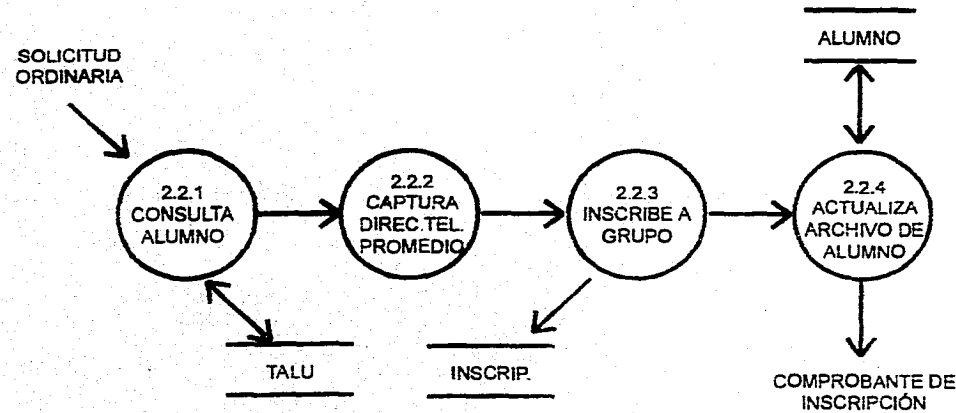 SOLICITUD
ORDINARIA
ALUMNO
2.2.1
CONSULTA
ALUMNO
2.2.2
CAPTURA
DIREC.TEL.
PROMEDIO
2.2.3
INSCRIBE A
GRUPO
2.2.4
ACTUALIZA
ARCHIVO DE
ALUMNO
TALU
INSCRIP.
COMPROBANTE DE
INSCRIPCIÓN